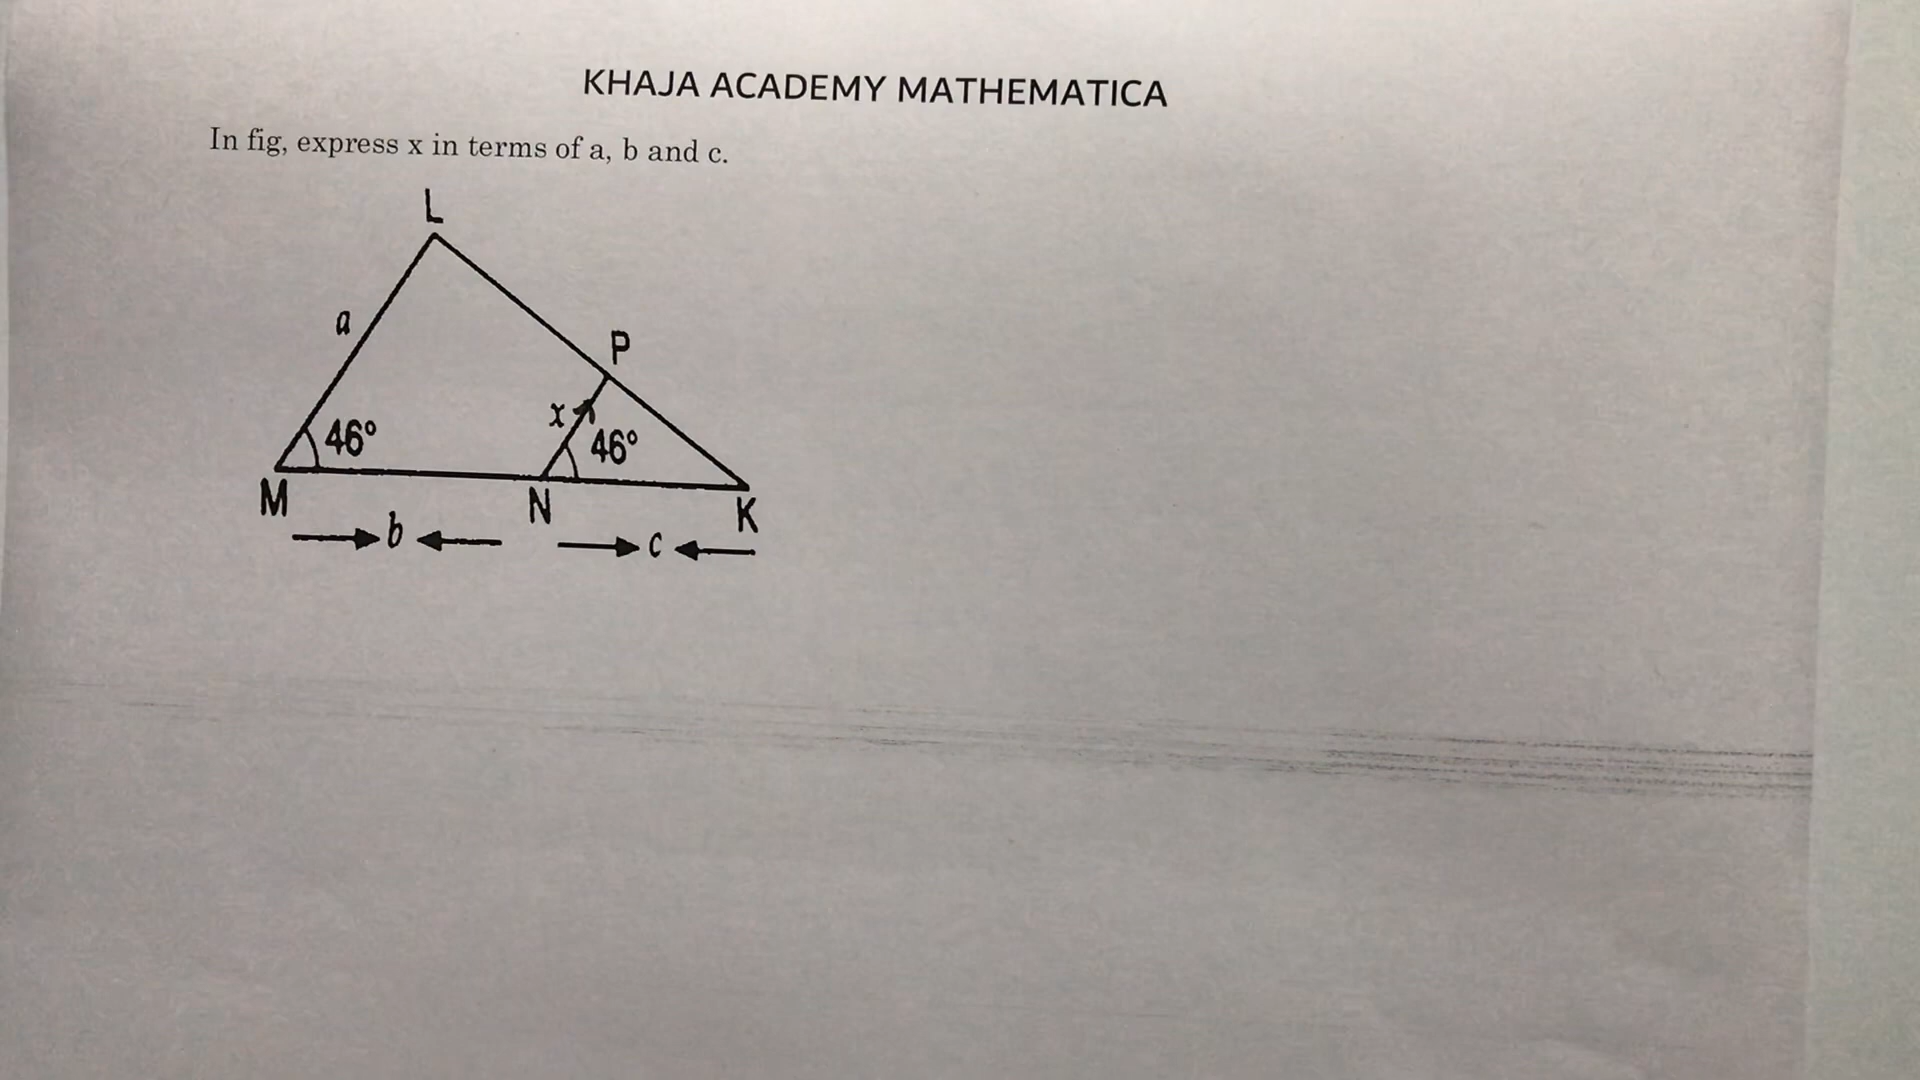 KHAJA ACADEMY MATHEMATICA
In fig, express x in terms of a, b and c.
L
a
P
x
46°
46°
M
N
K
b
c